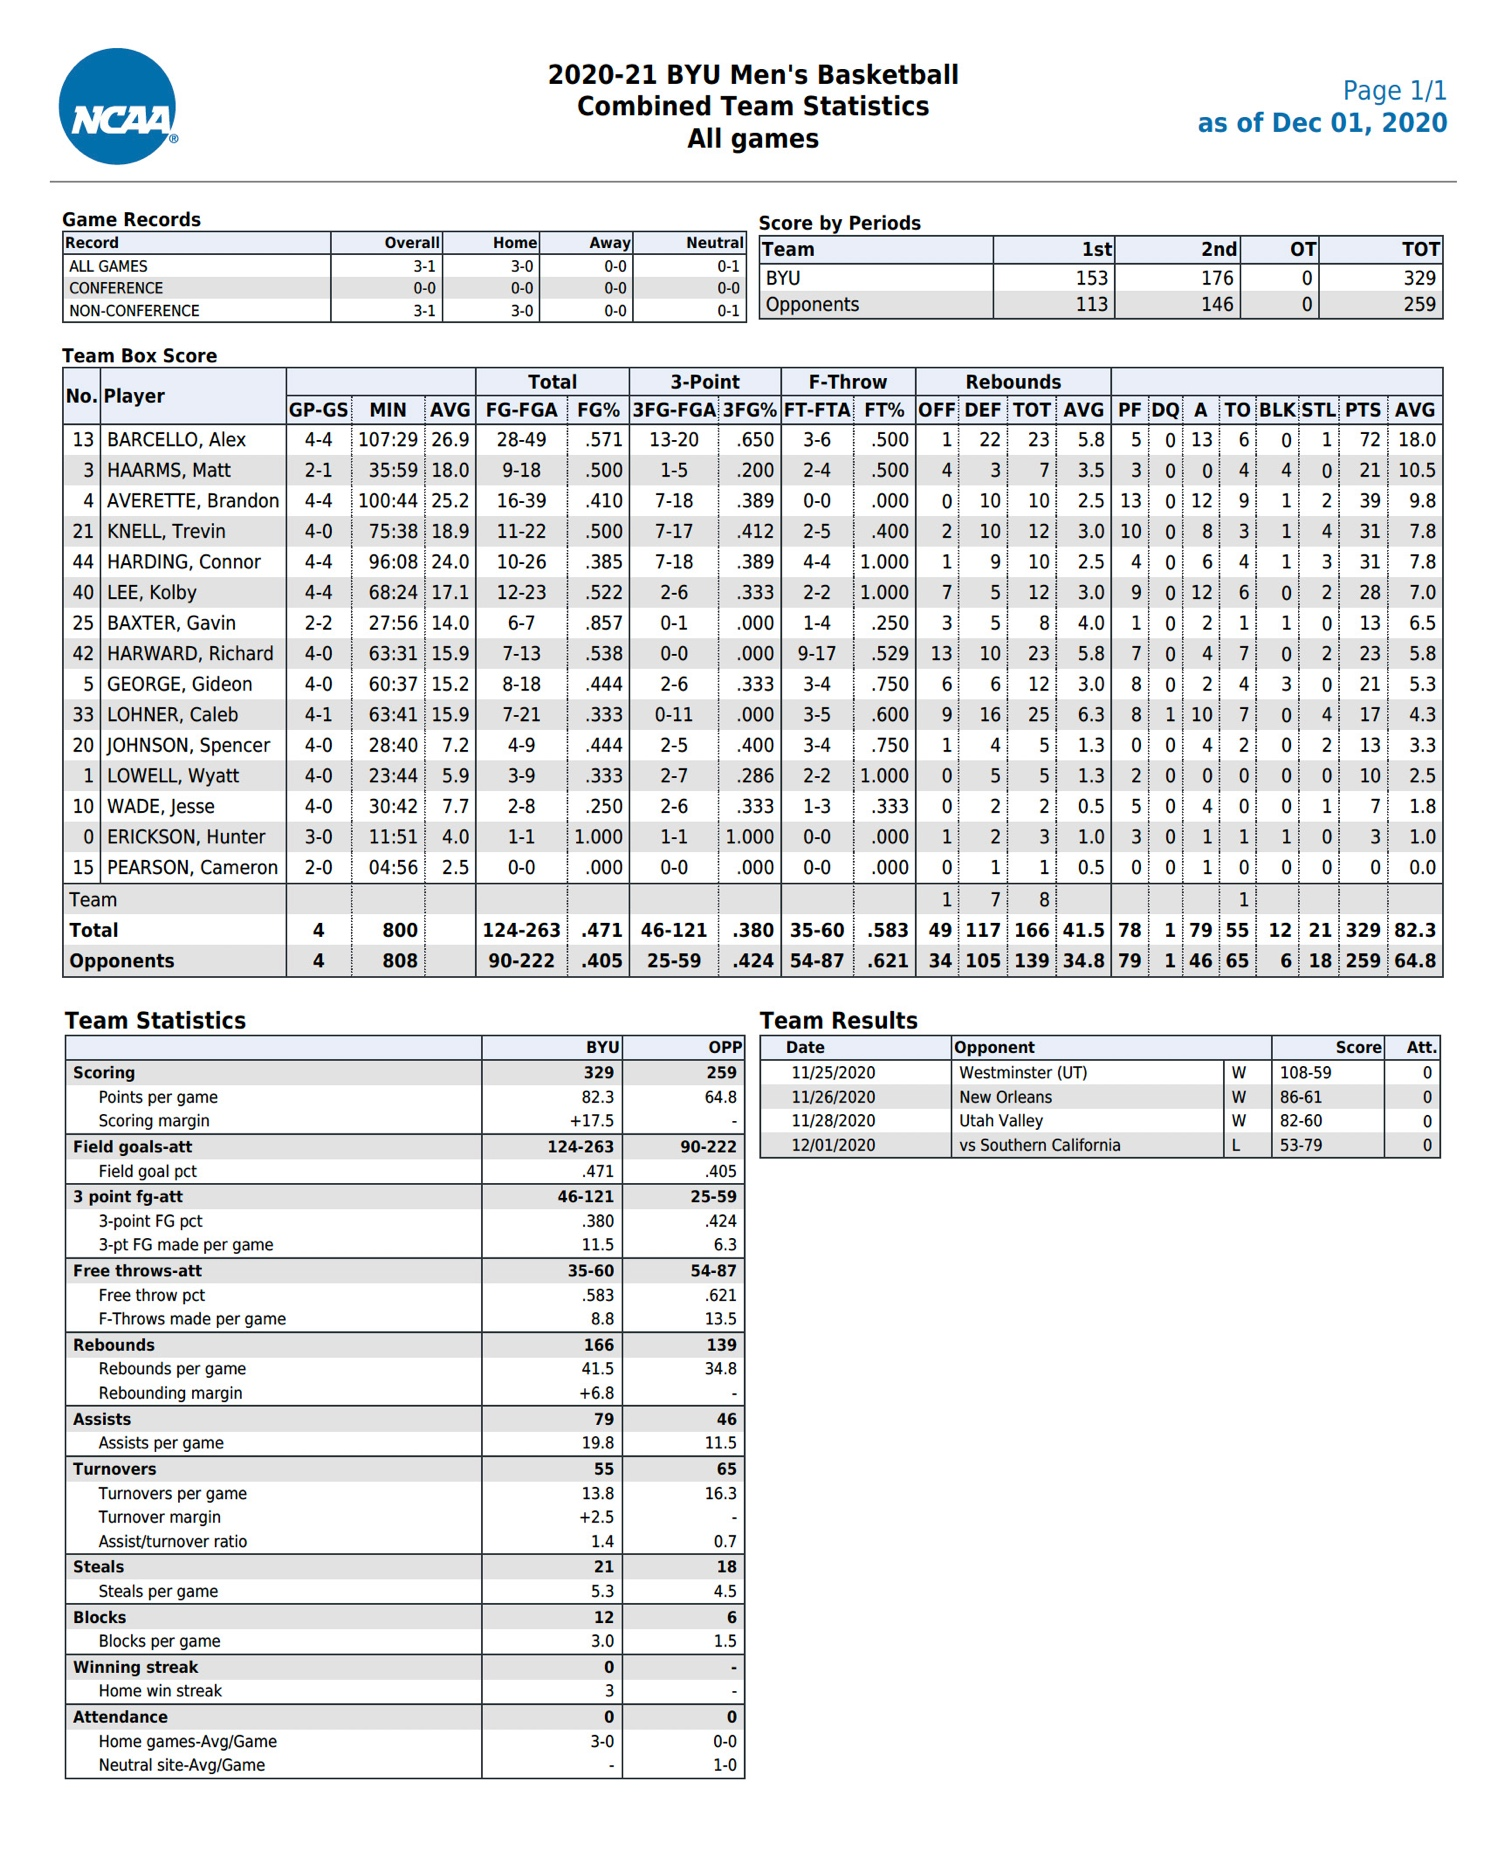 NCAA®
2020-21 BYU Men's Basketball
Combined Team Statistics
All games
Page 1/1
as of Dec 01, 2020
Game Records
Record Overall Home Away Neutral
ALL GAMES 3-1 3-0 0-0 0-1
CONFERENCE 0-0 0-0 0-0 0-0
NON-CONFERENCE 3-1 3-0 0-0 0-1
Score by Periods
Team 1st 2nd OT TOT
BYU 153 176 0 329
Opponents 113 146 0 259
Team Box Score
Total 3-Point F-Throw Rebounds
No. Player GP-GS MIN AVG FG-FGA FG% 3FG-FGA 3FG% FT-FTA FT% OFF DEF TOT AVG PF DQ A TO BLK STL PTS AVG
13 BARCELLO, Alex 4-4 107:29 26.9 28-49 .571 13-20 .650 3-6 .500 1 22 23 5.8 5 0 13 6 0 1 72 18.0
3 HAARMS, Matt 2-1 35:59 18.0 9-18 .500 1-5 .200 2-4 .500 4 3 7 3.5 3 0 0 4 4 0 21 10.5
4 AVERETTE, Brandon 4-4 100:44 25.2 16-39 .410 7-18 .389 0-0 .000 0 10 10 2.5 13 0 12 9 1 2 39 9.8
21 KNELL, Trevin 4-0 75:38 18.9 11-22 .500 7-17 .412 2-5 .400 2 10 12 3.0 10 0 8 3 1 4 31 7.8
44 HARDING, Connor 4-4 96:08 24.0 10-26 .385 7-18 .389 4-4 1.000 1 9 10 2.5 4 0 6 4 1 3 31 7.8
40 LEE, Kolby 4-4 68:24 17.1 12-23 .522 2-6 .333 2-2 1.000 7 5 12 3.0 9 0 12 6 0 2 28 7.0
25 BAXTER, Gavin 2-2 27:56 14.0 6-7 .857 0-1 .000 1-4 .250 3 5 8 4.0 1 0 2 1 1 0 13 6.5
42 HARWARD, Richard 4-0 63:31 15.9 7-13 .538 0-0 .000 9-17 .529 13 10 23 5.8 7 0 4 7 0 2 23 5.8
5 GEORGE, Gideon 4-0 60:37 15.2 8-18 .444 2-6 .333 3-4 .750 6 6 12 3.0 8 0 2 4 3 0 21 5.3
33 LOHNER, Caleb 4-1 63:41 15.9 7-21 .333 0-11 .000 3-5 .600 9 16 25 6.3 8 1 10 7 0 4 17 4.3
20 JOHNSON, Spencer 4-0 28:40 7.2 4-9 .444 2-5 .400 3-4 .750 1 4 5 1.3 0 0 4 2 0 2 13 3.3
1 LOWELL, Wyatt 4-0 23:44 5.9 3-9 .333 2-7 .286 2-2 1.000 0 5 5 1.3 2 0 0 0 0 0 10 2.5
10 WADE, Jesse 4-0 30:42 7.7 2-8 .250 2-6 .333 1-3 .333 0 2 2 0.5 5 0 4 0 0 1 7 1.8
0 ERICKSON, Hunter 3-0 11:51 4.0 1-1 1.000 1-1 1.000 0-0 .000 1 2 3 1.0 3 0 1 1 1 0 3 1.0
15 PEARSON, Cameron 2-0 04:56 2.5 0-0 .000 0-0 .000 0-0 .000 0 1 1 0.5 0 0 1 0 0 0 0 0.0
Team 1 7 8 1
Total 4 800 124-263 .471 46-121 .380 35-60 .583 49 117 166 41.5 78 1 79 55 12 21 329 82.3
Opponents 4 808 90-222 .405 25-59 .424 54-87 .621 34 105 139 34.8 79 1 46 65 6 18 259 64.8
Team Statistics
BYU OPP
Scoring 329 259
Points per game 82.3 64.8
Scoring margin +17.5 -
Field goals-att 124-263 90-222
Field goal pct .471 .405
3 point fg-att 46-121 25-59
3-point FG pct .380 .424
3-pt FG made per game 11.5 6.3
Free throws-att 35-60 54-87
Free throw pct .583 .621
F-Throws made per game 8.8 13.5
Rebounds 166 139
Rebounds per game 41.5 34.8
Rebounding margin +6.8 -
Assists 79 46
Assists per game 19.8 11.5
Turnovers 55 65
Turnovers per game 13.8 16.3
Turnover margin +2.5 -
Assist/turnover ratio 1.4 0.7
Steals 21 18
Steals per game 5.3 4.5
Blocks 12 6
Blocks per game 3.0 1.5
Winning streak 0 -
Home win streak 3 -
Attendance 0 0
Home games-Avg/Game 3-0 0-0
Neutral site-Avg/Game - 1-0
Team Results
Date Opponent Score Att.
11/25/2020 Westminster (UT) W 108-59 0
11/26/2020 New Orleans W 86-61 0
11/28/2020 Utah Valley W 82-60 0
12/01/2020 vs Southern California L 53-79 0